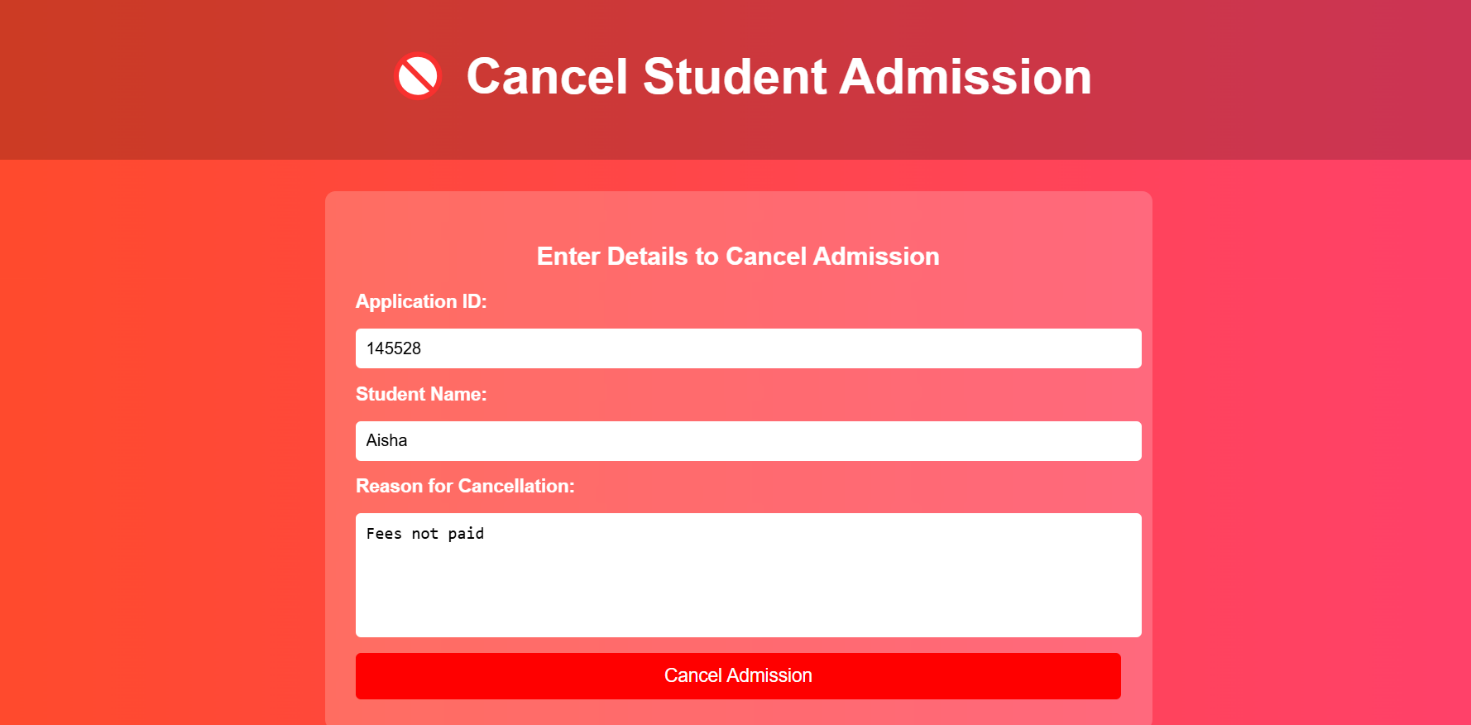 Cancel Student Admission
Enter Details to Cancel Admission
Application ID:
145528
Student Name:
Aisha
Reason for Cancellation:
Fees not paid
Cancel Admission